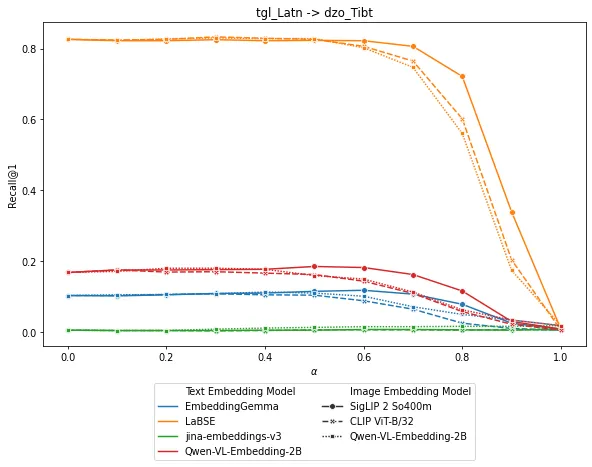 tgl_Latn -> dzo_Tibt
Recall@1
0.8
0.6
0.4
0.2
0.0
0.0 0.2 0.4 0.6 0.8 1.0
α
Text Embedding Model Image Embedding Model
EmbeddingGemma SigLIP 2 So400m
LaBSE CLIP ViT-B/32
jina-embeddings-v3 Qwen-VL-Embedding-2B
Qwen-VL-Embedding-2B